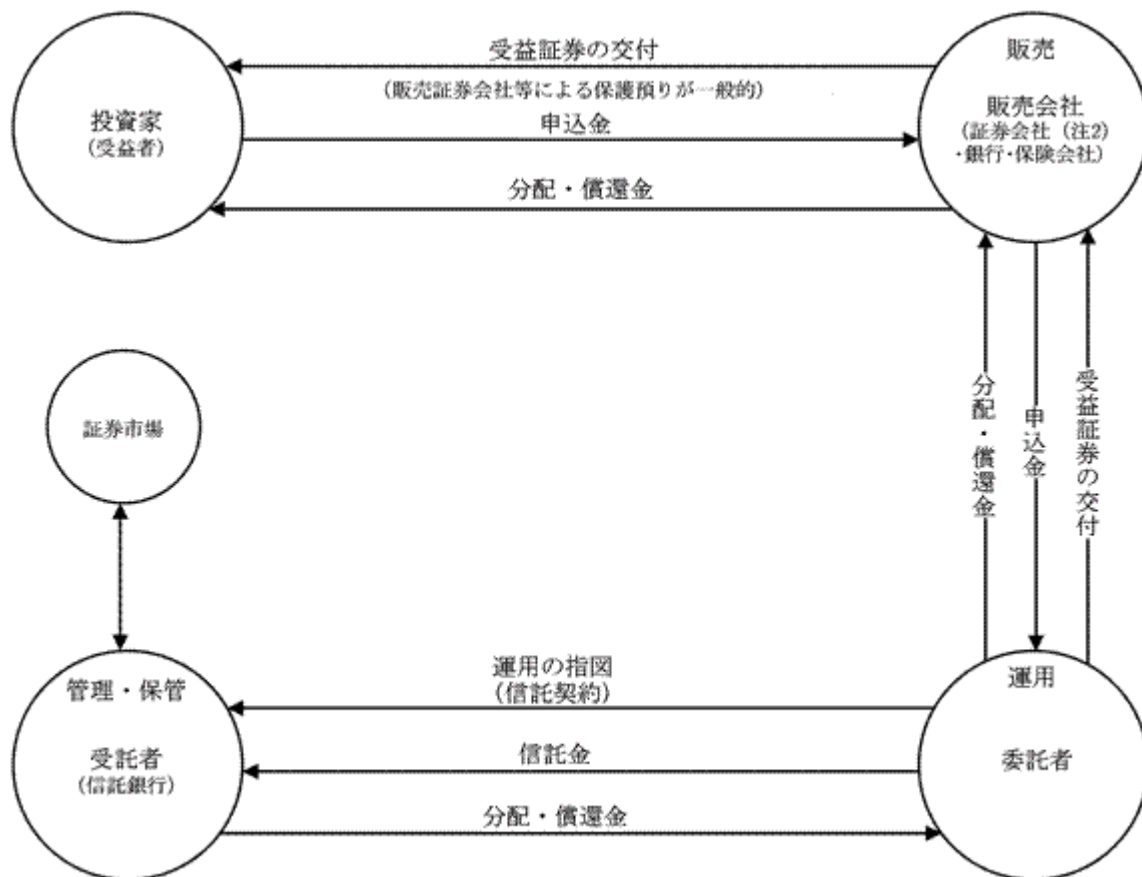 受益証券の交付
(販売証券会社等による保護預りが一般的)
申込金
分配・償還金
投資家
(受益者)
販売
販売会社
(証券会社(注2)
・銀行・保険会社)
証券市場
分配・償還金
申込金
受益証券の交付
管理・保管
受託者
(信託銀行)
運用の指図
(信託契約)
信託金
分配・償還金
運用
委託者